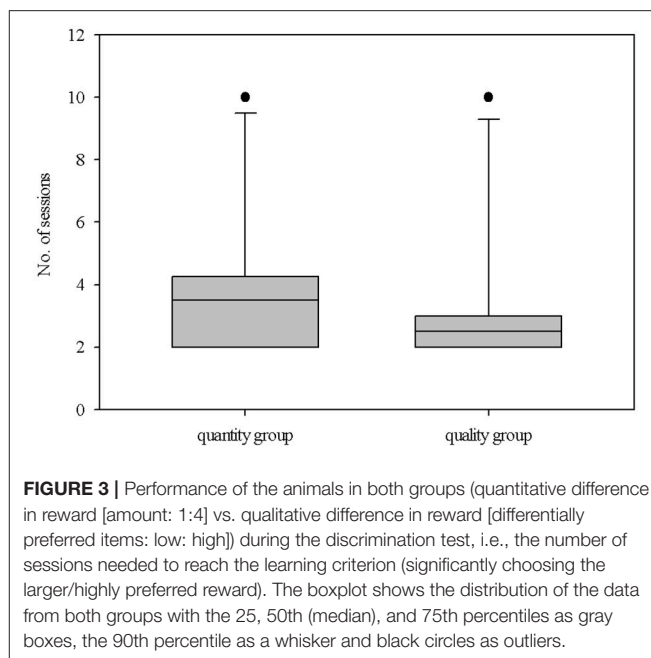 12
10
8
6
4
2
0
No. of sessions
quantity group quality group
FIGURE 3 | Performance of the animals in both groups (quantitative difference
in reward [amount: 1:4] vs. qualitative difference in reward [differentially
preferred items: low: high]) during the discrimination test, i.e., the number of
sessions needed to reach the learning criterion (significantly choosing the
larger/highly preferred reward). The boxplot shows the distribution of the data
from both groups with the 25, 50th (median), and 75th percentiles as gray
boxes, the 90th percentile as a whisker and black circles as outliers.